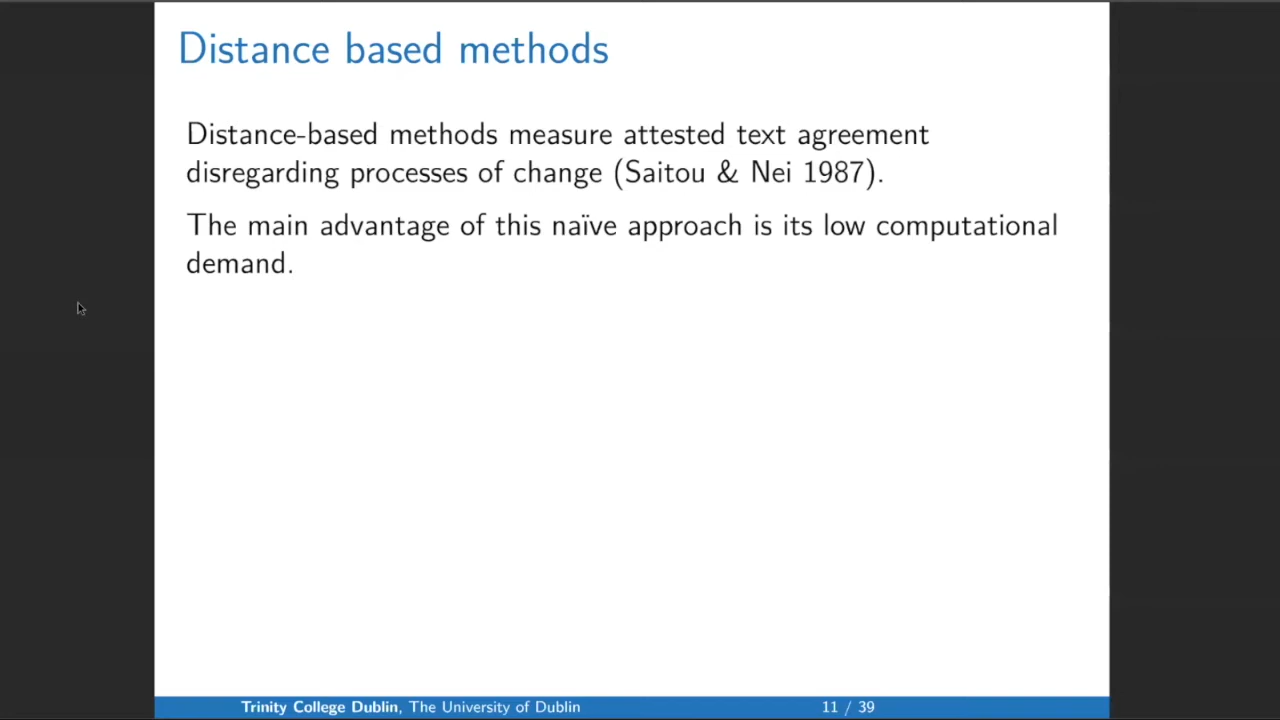 Distance based methods
Distance-based methods measure attested text agreement
disregarding processes of change (Saitou & Nei 1987).
The main advantage of this naïve approach is its low computational
demand.
Trinity College Dublin, The University of Dublin 11 / 39